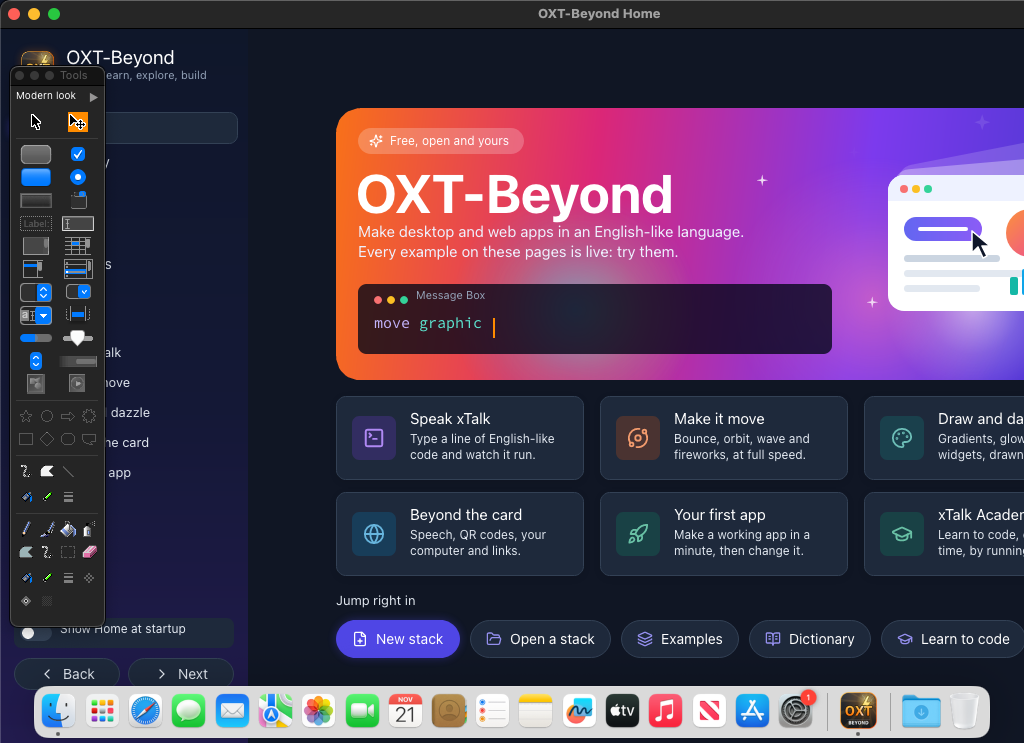 OXT-Beyond Home
OXT-Beyond
earn, explore, build
Tools
Modern look
Label:
alk
ove
dazzle
he card
app
Show Home at startup
Back
Next
Free, open and yours
OXT-Beyond
Make desktop and web apps in an English-like language.
Every example on these pages is live: try them.
Message Box
move graphic
Speak xTalk
Type a line of English-like
code and watch it run.
Make it move
Bounce, orbit, wave and
fireworks, at full speed.
Draw and da
Gradients, glow
widgets, drawn
Beyond the card
Speech, QR codes, your
computer and links.
Your first app
Make a working app in a
minute, then change it.
xTalk Acader
Learn to code, o
time, by running
Jump right in
New stack
Open a stack
Examples
Dictionary
Learn to code
NOV
21
tv
1
OXT
BEYOND